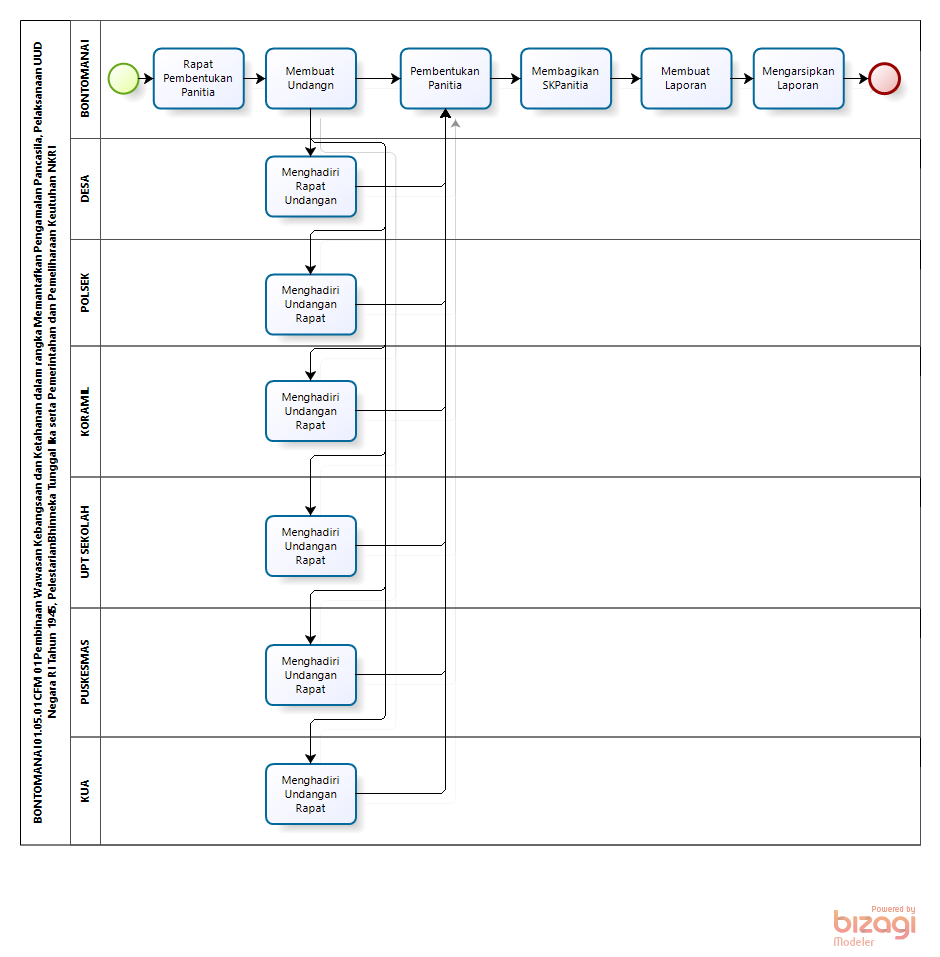 BONTOMANAI 01.05.01 CFM 01 Pembinaan Wawasan Kebangsaan dan Ketahanan dalam rangka Memantafkan Pengamalan Pancasila, Pelaksanaan UUD
Negara RI Tahun 1945, Pelestarian Bhinneka Tunggal Ika serta Pemerintahan dan Pemeliharaan Keutuhan NKRI
BONTOMANAI
Rapat
Pembentukan
Panitia
Membuat
Undangn
Pembentukan
Panitia
Membagikan
SKPanitia
Membuat
Laporan
Mengarsipkan
Laporan
DESA
Menghadiri
Rapat
Undangan
POLSEK
Menghadiri
Undangan
Rapat
KORAMIL
Menghadiri
Undangan
Rapat
UPT SEKOLAH
Menghadiri
Undangan
Rapat
PUSKESMAS
Menghadiri
Undangan
Rapat
KUA
Menghadiri
Undangan
Rapat
Powered by
bizagi
Modeler